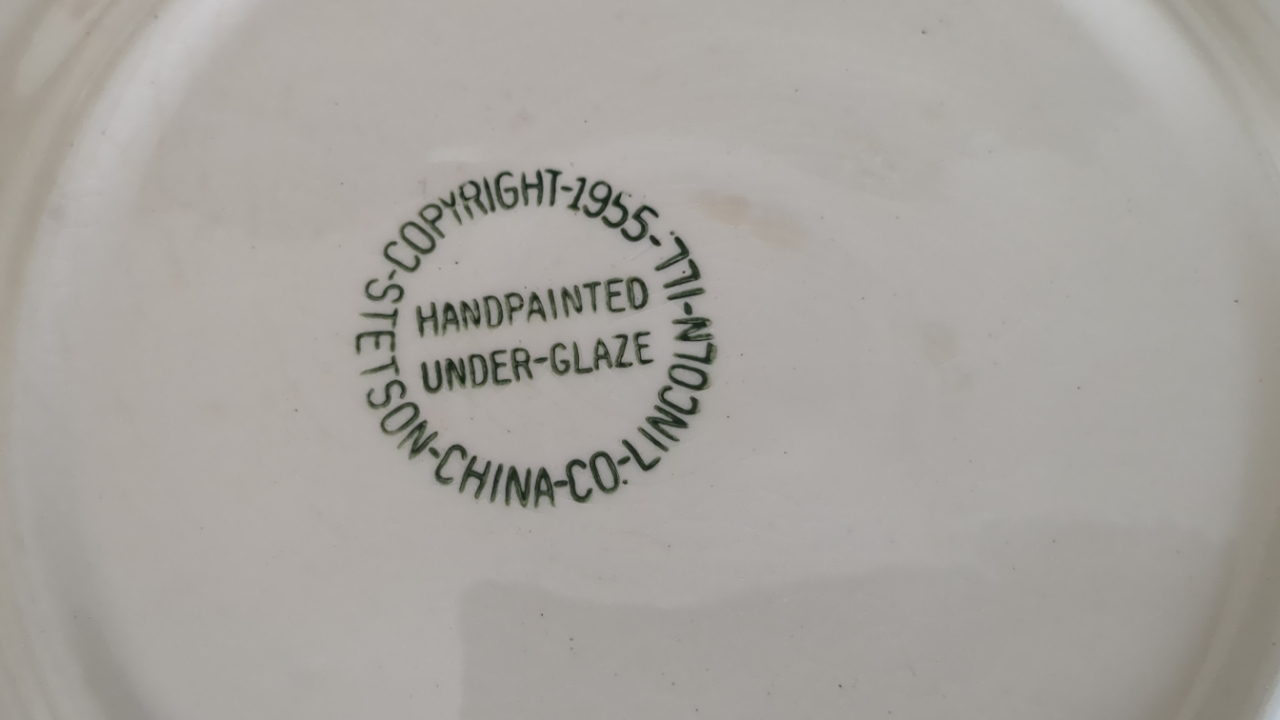 STETSON-CHINA-CO.-LINCOLN-ILL-COPYRIGHT-1955-
HANDPAINTED
UNDER-GLAZE